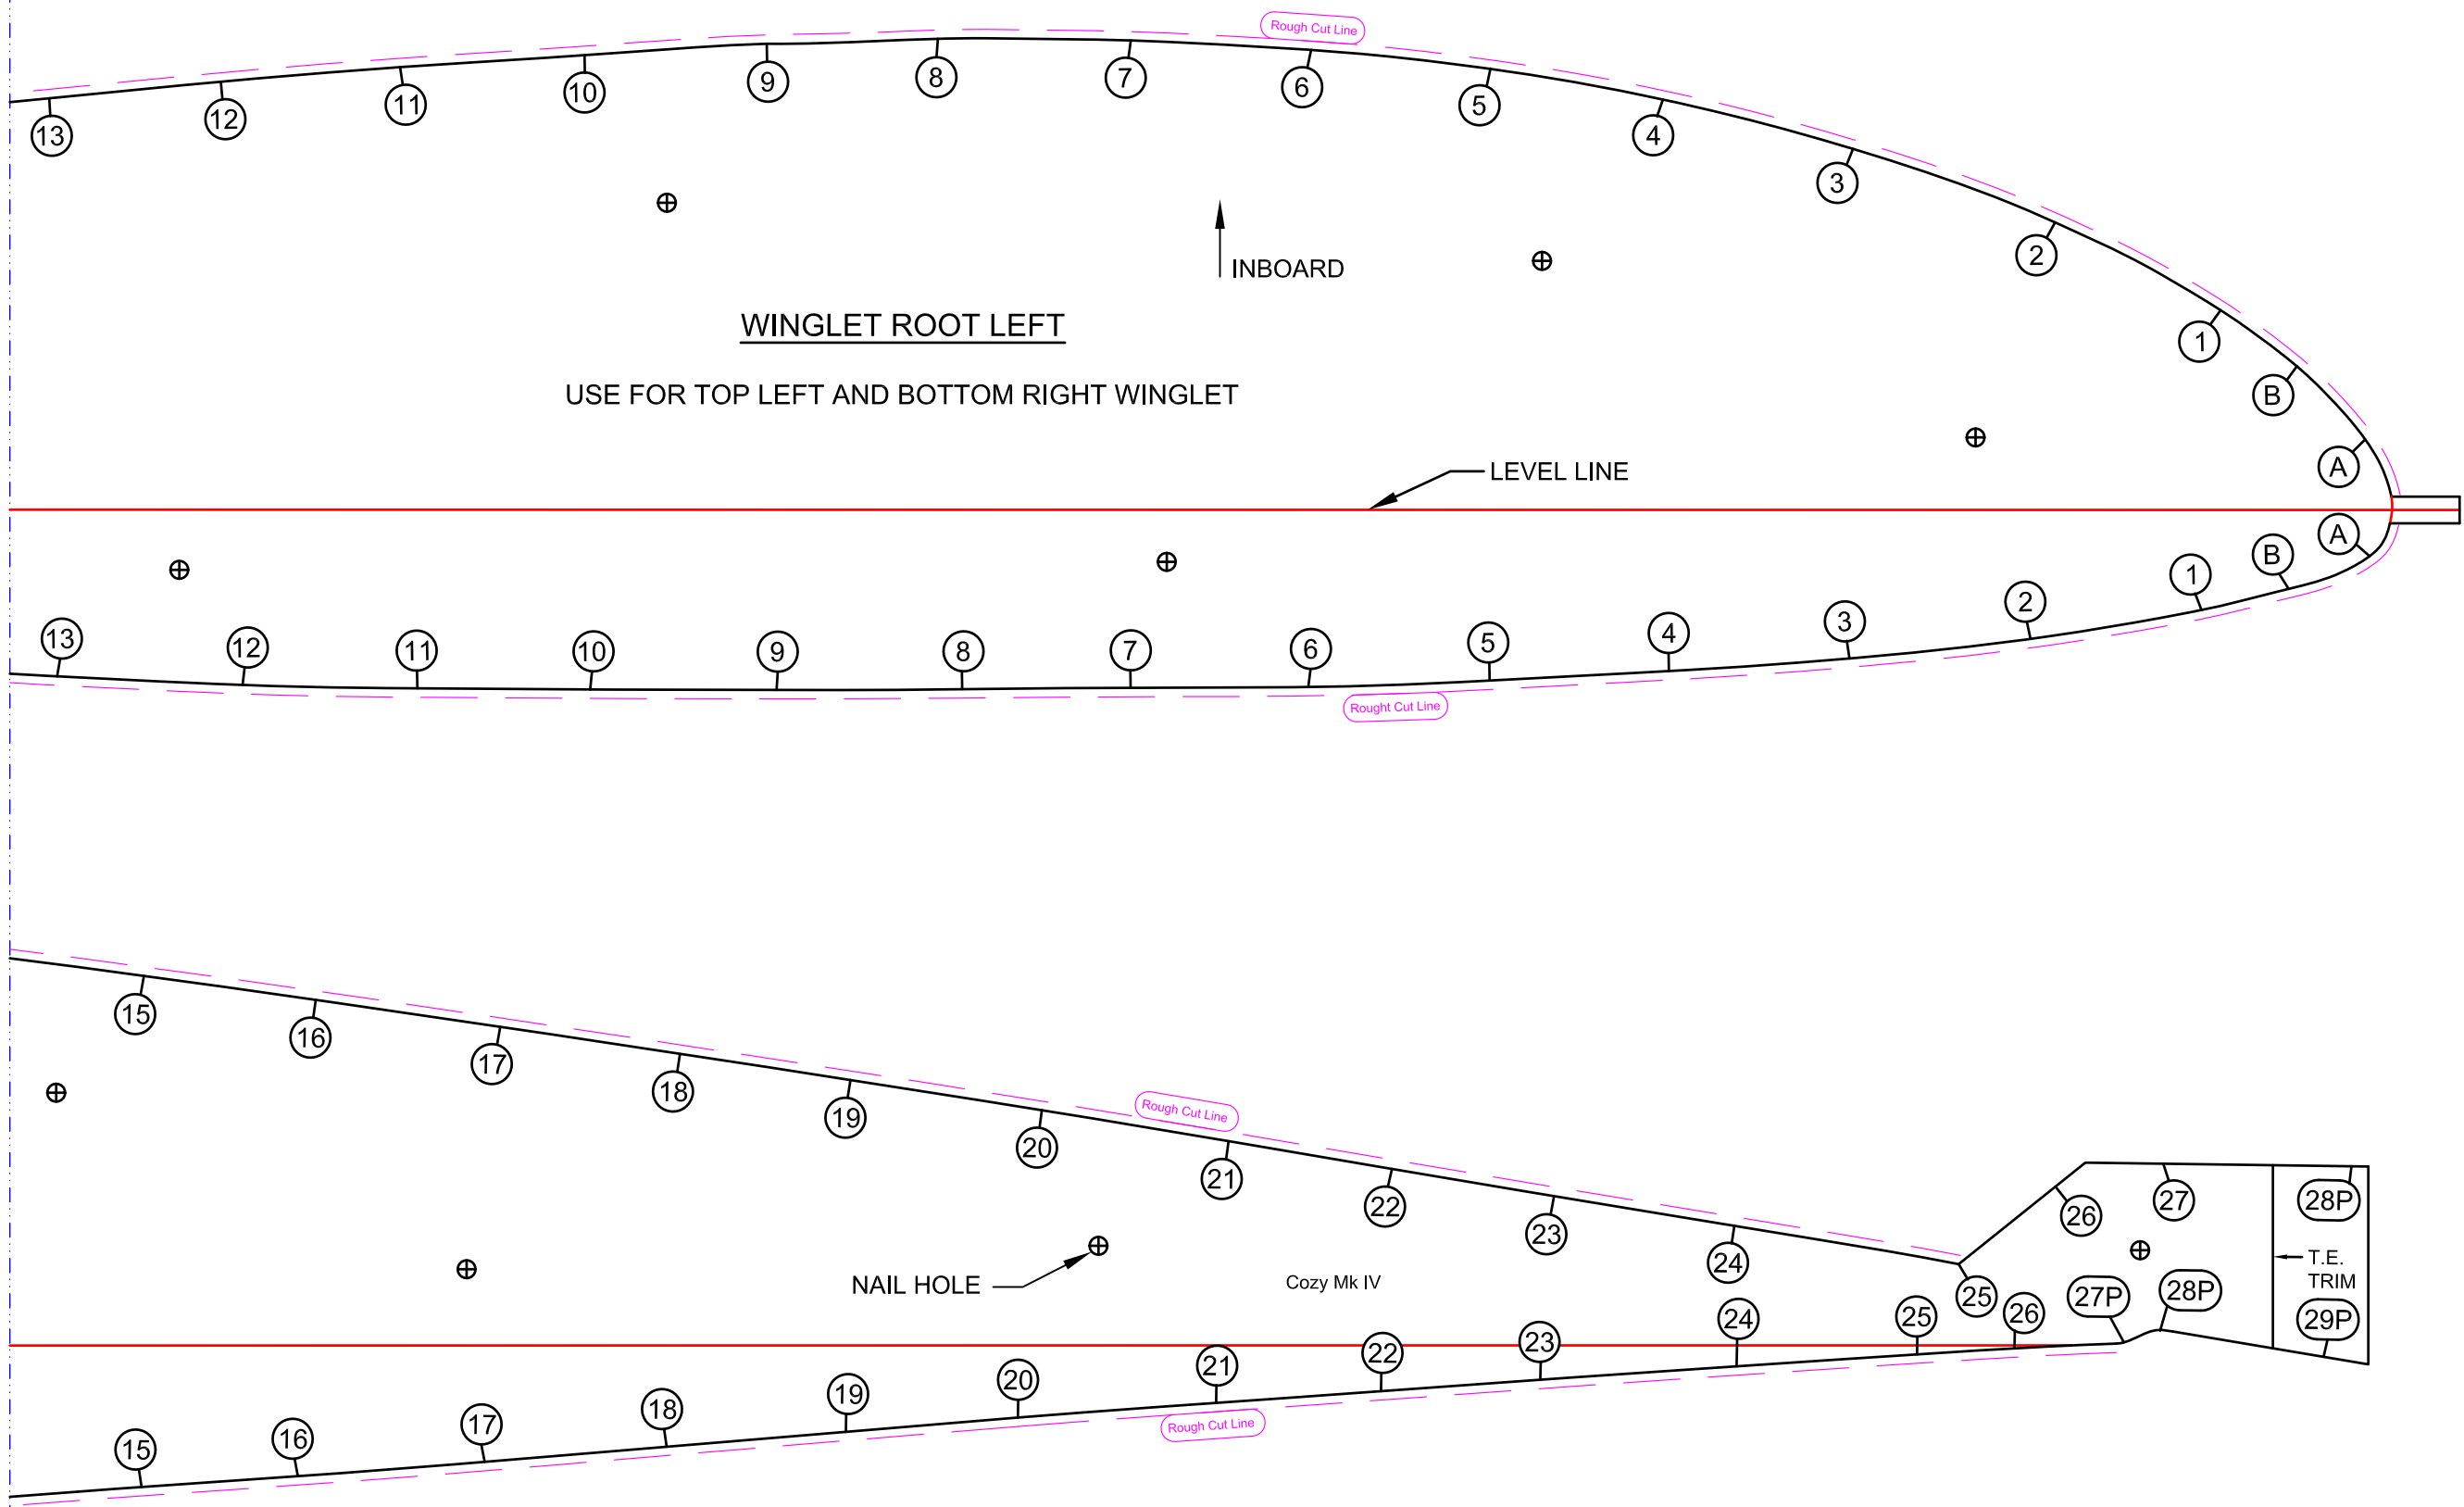 Rough Cut Line
13 12 11 10 9 8 7 6 5 4 3 2 1 B A
INBOARD
WINGLET ROOT LEFT
USE FOR TOP LEFT AND BOTTOM RIGHT WINGLET
LEVEL LINE
13 12 11 10 9 8 7 6 5 4 3 2 1 B A
Rought Cut Line
15 16 17 18 19 20 21 22 23 24 25 26 27 28P
Rough Cut Line
NAIL HOLE
Cozy Mk IV
T.E.
TRIM
15 16 17 18 19 20 21 22 23 24 25 26 27P 28P 29P
Rough Cut Line